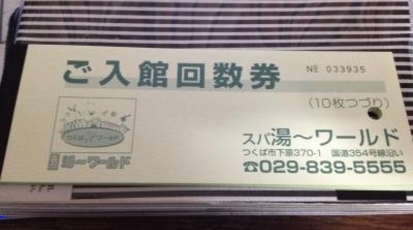 ご入館回数券
№ 033935
(10枚つづり)
湯〜ワールド
スパ湯〜ワールド
つくば市下原370-1 国道354号線沿い
☎029-839-5555